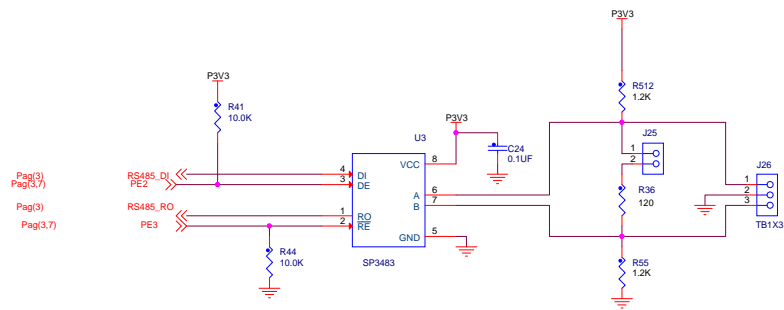 P3V3
P3V3
R512
1.2K
R41
10.0K
P3V3
U3
C24
0.1UF
J25
1
2
Pag(3)
RS485_DI
4
DI
VCC
8
Pag(3,7)
PE2
3
DE
J26
1
2
3
TB1X3
A
6
B
7
R36
120
Pag(3)
RS485_RO
1
RO
Pag(3,7)
PE3
2
RE
GND
5
R44
10.0K
SP3483
R55
1.2K